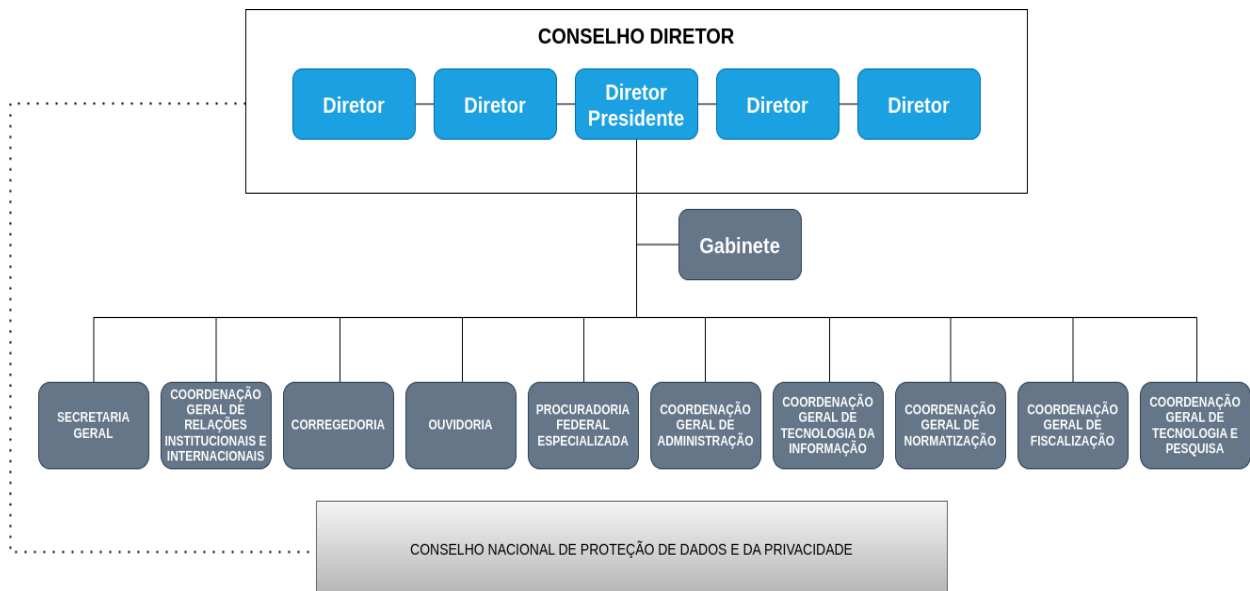 CONSELHO DIRETOR
Diretor
Diretor
Diretor
Presidente
Diretor
Diretor
Gabinete
SECRETARIA
GERAL
COORDENAÇÃO
GERAL DE
RELAÇÕES
INSTITUCIONAIS E
INTERNACIONAIS
CORREGEDORIA
OUVIDORIA
PROCURADORIA
FEDERAL
ESPECIALIZADA
COORDENAÇÃO
GERAL DE
ADMINISTRAÇÃO
COORDENAÇÃO
GERAL DE
TECNOLOGIA DA
INFORMAÇÃO
COORDENAÇÃO
GERAL DE
NORMATIZAÇÃO
COORDENAÇÃO
GERAL DE
FISCALIZAÇÃO
COORDENAÇÃO
GERAL DE
TECNOLOGIA E
PESQUISA
CONSELHO NACIONAL DE PROTEÇÃO DE DADOS E DA PRIVACIDADE